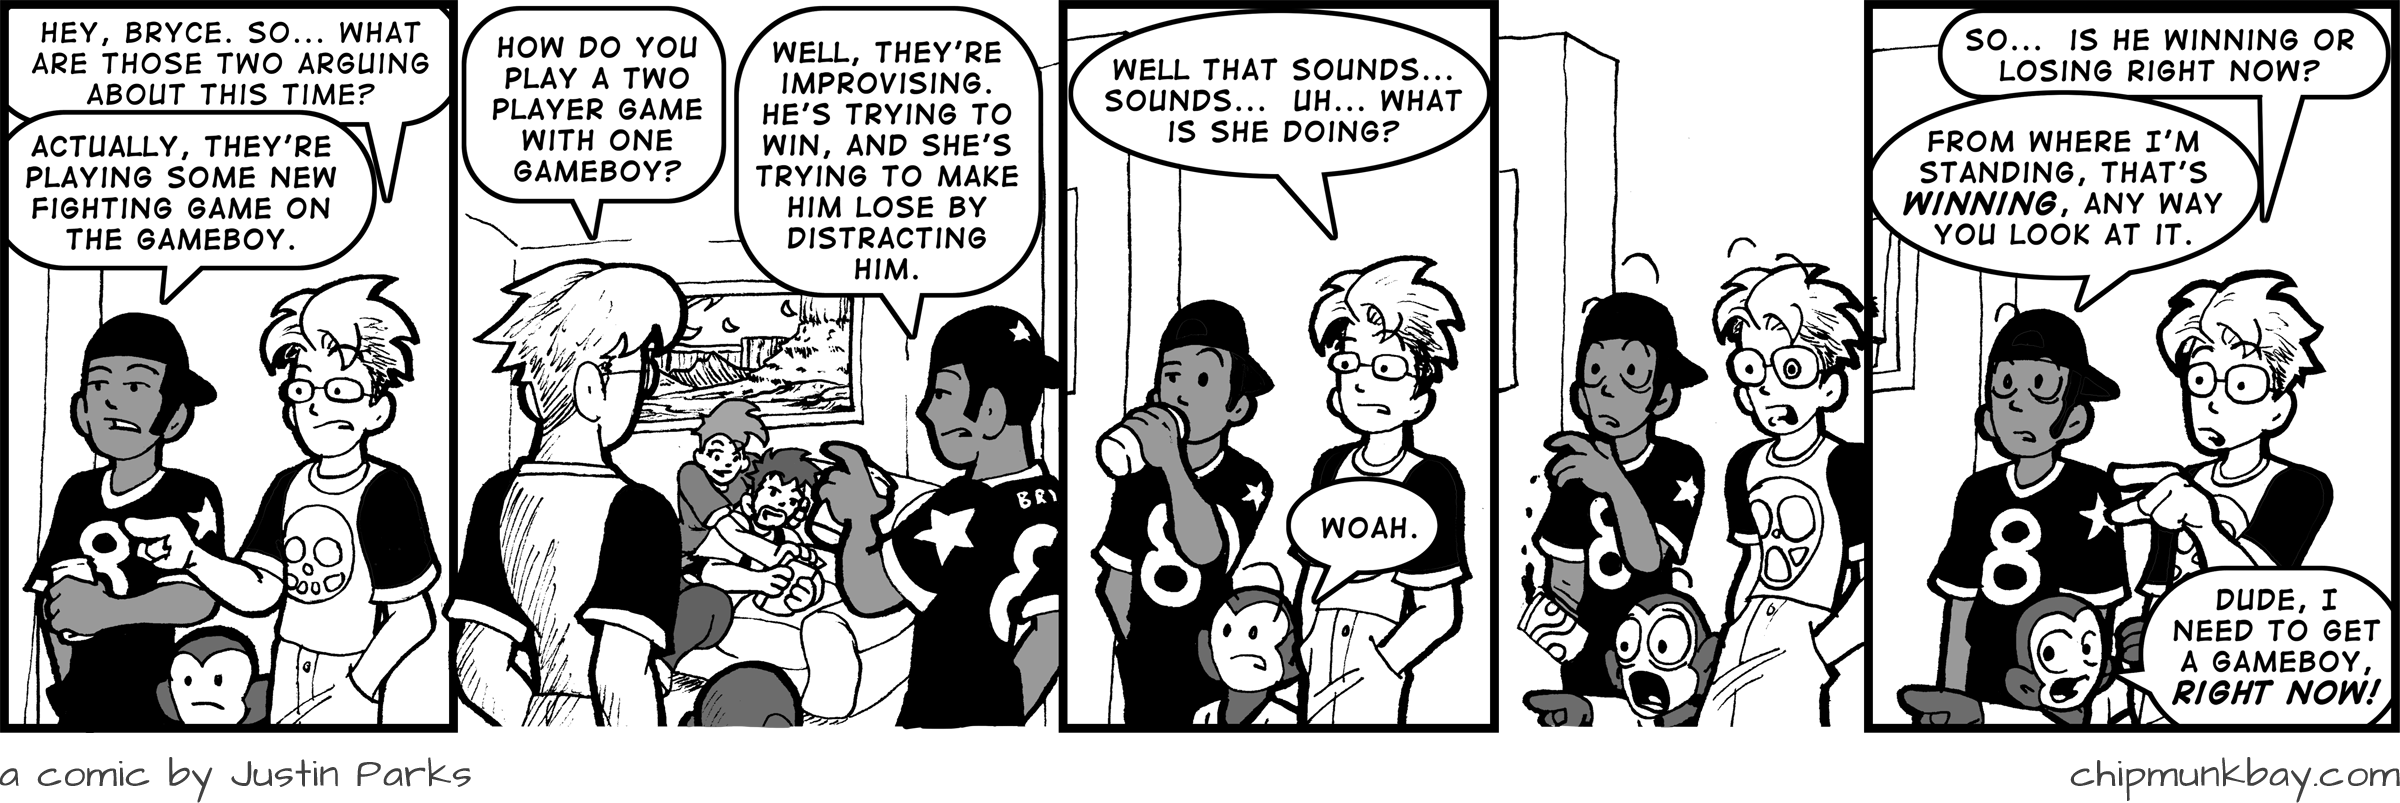 HEY, BRYCE. SO... WHAT
ARE THOSE TWO ARGUING
ABOUT THIS TIME?
ACTUALLY, THEY'RE
PLAYING SOME NEW
FIGHTING GAME ON
THE GAMEBOY.
8
HOW DO YOU
PLAY A TWO
PLAYER GAME
WITH ONE
GAMEBOY?
WELL, THEY'RE
IMPROVISING.
HE'S TRYING TO
WIN, AND SHE'S
TRYING TO MAKE
HIM LOSE BY
DISTRACTING
HIM.
BRY
8
WELL THAT SOUNDS...
SOUNDS... UH... WHAT
IS SHE DOING?
8
WOAH.
8
SO... IS HE WINNING OR
LOSING RIGHT NOW?
FROM WHERE I'M
STANDING, THAT'S
WINNING, ANY WAY
YOU LOOK AT IT.
8
DUDE, I
NEED TO GET
A GAMEBOY,
RIGHT NOW!
a comic by Justin Parks
chipmunkbay.com